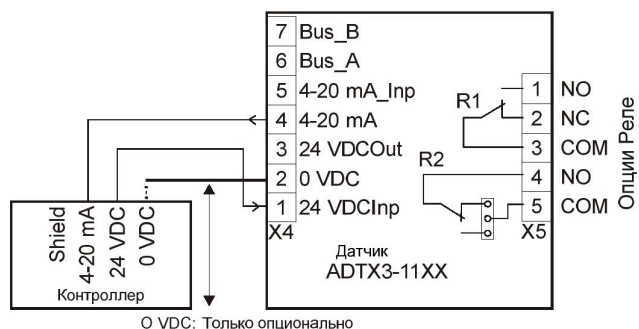 7 Bus_B
6 Bus_A
5 4-20 mA_Inp
4 4-20 mA
3 24 VDCOut
2 0 VDC
1 24 VDCInp
X4
R1
R2
1 NO
2 NC
3 COM
4 NO
5 COM
X5
Опции Реле
Датчик
ADTX3-11XX
Shield
4-20 mA
24 VDC
0 VDC
Контроллер
O VDC: Только опционально